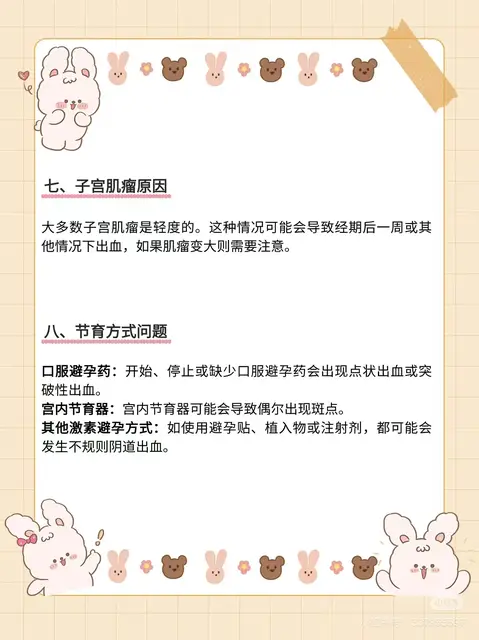 七、子宫肌瘤原因
大多数子宫肌瘤是轻度的。这种情况可能会导致经期后一周或其
他情况下出血，如果肌瘤变大则需要注意。
八、节育方式问题
口服避孕药：开始、停止或缺少口服避孕药会出现点状出血或突
破性出血。
宫内节育器：宫内节育器可能会导致偶尔出现斑点。
其他激素避孕方式：如使用避孕贴、植入物或注射剂，都可能会
发生不规则阴道出血。